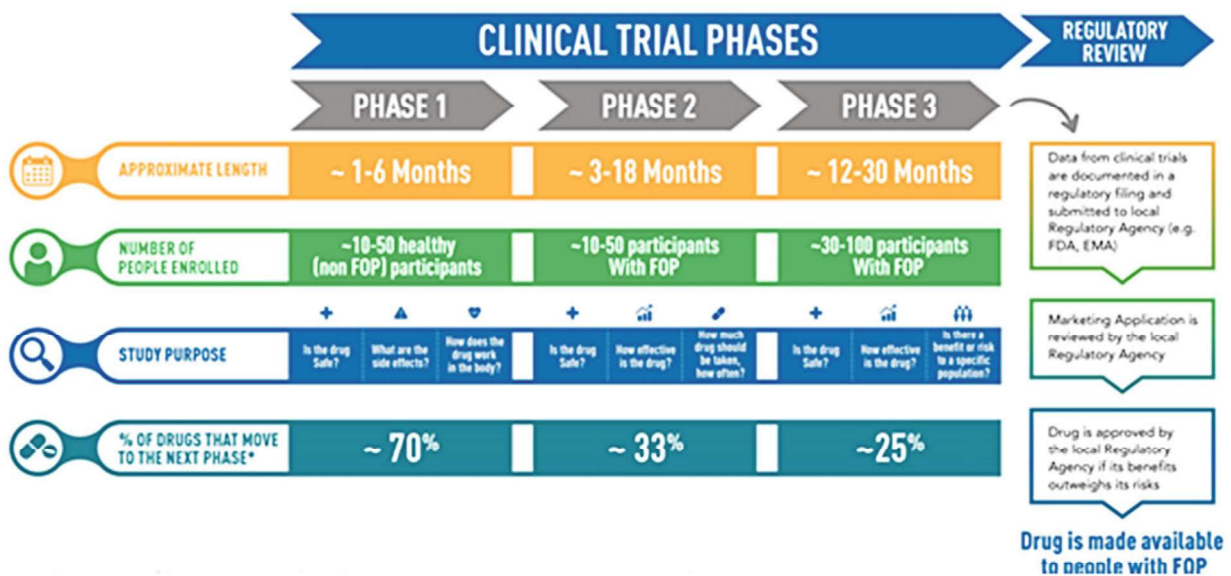 CLINICAL TRIAL PHASES
REGULATORY
REVIEW
PHASE 1
PHASE 2
PHASE 3
APPROXIMATE LENGTH
~ 1-6 Months
~ 3-18 Months
~ 12-30 Months
NUMBER OF
PEOPLE ENROLLED
~10-50 healthy
(non FOP) participants
~10-50 participants
With FOP
~30-100 participants
With FOP
STUDY PURPOSE
Is the drug
Safe?
What are the
side effects?
How does the
drug work
in the body?
Is the drug
Safe?
How effective
is the drug?
How much
drug should
be taken,
how often?
Is the drug
Safe?
How effective
is the drug?
Is there a
benefit or risk
to a specific
population?
% OF DRUGS THAT MOVE
TO THE NEXT PHASE*
~ 70%
~ 33%
~25%
Data from clinical trials
are documented in a
regulatory filing and
submitted to local
Regulatory Agency (e.g.
FDA, EMA)
Marketing Application is
reviewed by the local
Regulatory Agency
Drug is approved by
the local Regulatory
Agency if its benefits
outweighs its risks
Drug is made available
to people with FOP